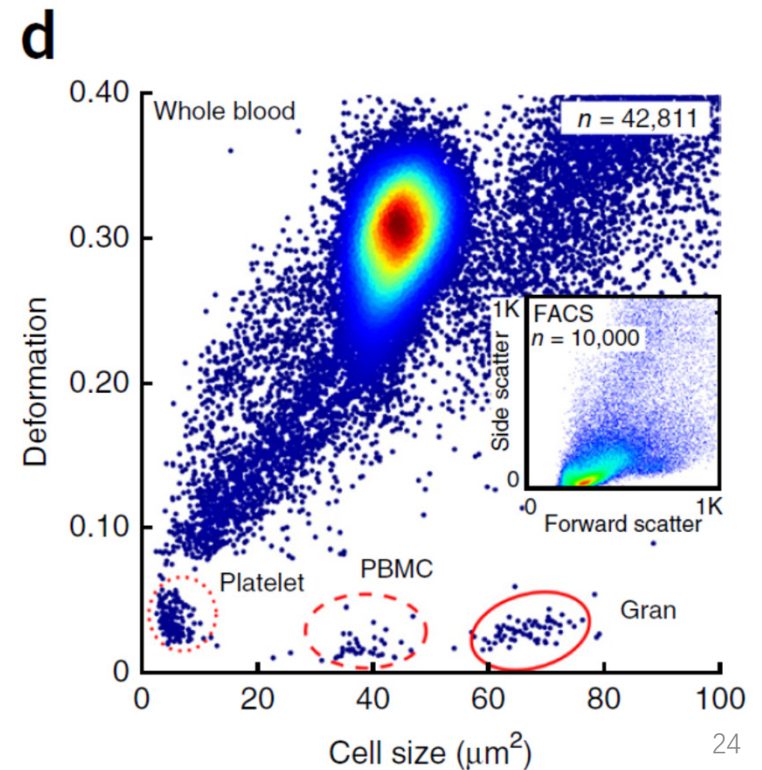 d
0.40
Whole blood
n = 42,811
0.30
1K
FACS
n = 10,000
Side scatter
0.20
Deformation
0
0
1K
Forward scatter
0.10
PBMC
Platelet
Gran
0
0
20
40
60
80
100
Cell size (μm²)
24